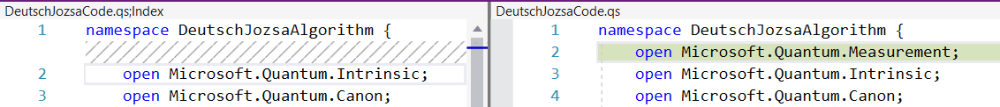 DeutschJozsaCode.qs;Index
1 namespace DeutschJozsaAlgorithm {
2 open Microsoft.Quantum.Intrinsic;
3 open Microsoft.Quantum.Canon;
DeutschJozsaCode.qs
1 namespace DeutschJozsaAlgorithm {
2 open Microsoft.Quantum.Measurement;
3 open Microsoft.Quantum.Intrinsic;
4 open Microsoft.Quantum.Canon;